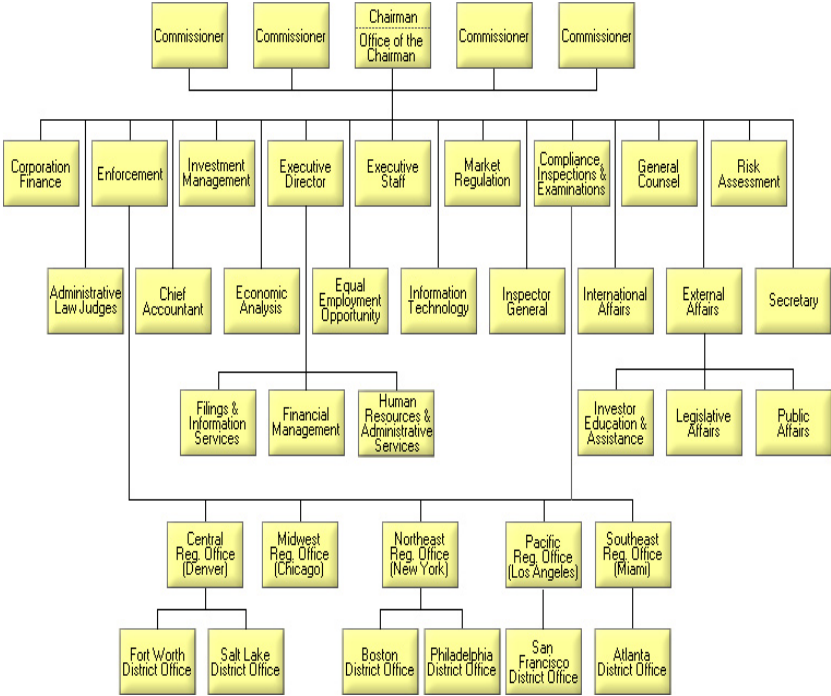 Commissioner
Commissioner
Chairman
Office of the
Chairman
Commissioner
Commissioner
Corporation
Finance
Enforcement
Investment
Management
Executive
Director
Executive
Staff
Market
Regulation
Compliance,
Inspections &
Examinations
General
Counsel
Risk
Assessment
Administrative
Law Judges
Chief
Accountant
Economic
Analysis
Equal
Employment
Opportunity
Information
Technology
Inspector
General
International
Affairs
External
Affairs
Secretary
Filings &
Information
Services
Financial
Management
Human
Resources &
Administrative
Services
Investor
Education &
Assistance
Legislative
Affairs
Public
Affairs
Central
Reg. Office
(Denver)
Midwest
Reg. Office
(Chicago)
Northeast
Reg. Office
(New York)
Pacific
Reg. Office
(Los Angeles)
Southeast
Reg. Office
(Miami)
Fort Worth
District Office
Salt Lake
District Office
Boston
District Office
Philadelphia
District Office
San
Francisco
District Office
Atlanta
District Office